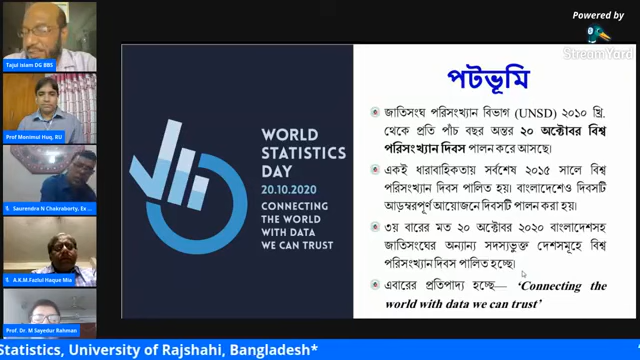 Powered by
StreamYard
Tajul islam DG BBS
Prof Monimul Huq, RU
Saurendra N Chakraborty, Ex ...
A.K.M.Fazlul Haque Mia
Prof. Dr. M Sayedur Rahman
WORLD
STATISTICS
DAY
20.10.2020
CONNECTING
THE WORLD
WITH DATA
WE CAN TRUST
পটভূমি
জাতিসংঘ পরিসংখ্যান বিভাগ (UNSD) ২০১০ খ্রি.
থেকে প্রতি পাঁচ বছর অন্তর ২০ অক্টোবর বিশ্ব
পরিসংখ্যান দিবস পালন করে আসছে।
একই ধারাবাহিকতায় সর্বশেষ ২০১৫ সালে বিশ্ব
পরিসংখ্যান দিবস পালিত হয়। বাংলাদেশেও দিবসটি
আড়ম্বরপূর্ণ আয়োজনে দিবসটি পালন করা হয়।
৩য় বারের মত ২০ অক্টোবর ২০২০ বাংলাদেশসহ
জাতিসংঘের অন্যান্য সদস্যভুক্ত দেশসমূহে বিশ্ব
পরিসংখ্যান দিবস পালিত হচ্ছে।
এবারের প্রতিপাদ্য হচ্ছে— ‘Connecting the
world with data we can trust’
Statistics, University of Rajshahi, Bangladesh*